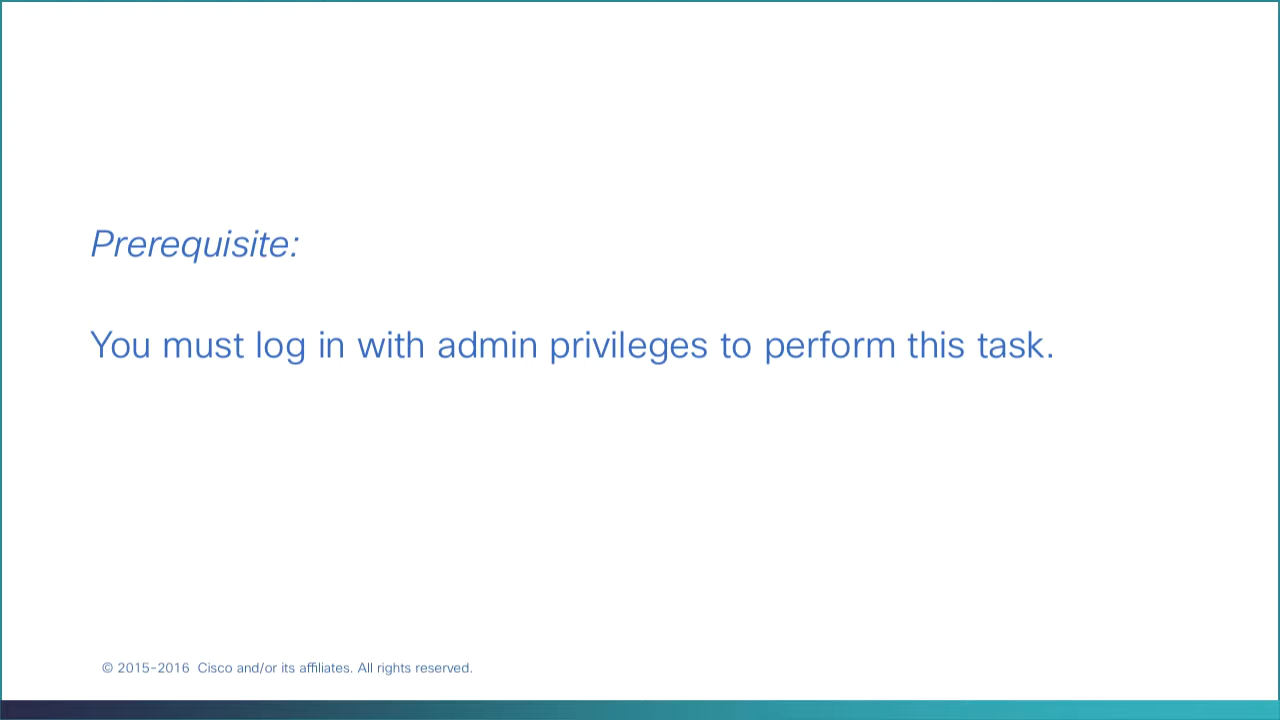 Prerequisite:
You must log in with admin privileges to perform this task.
© 2015-2016 Cisco and/or its affiliates. All rights reserved.